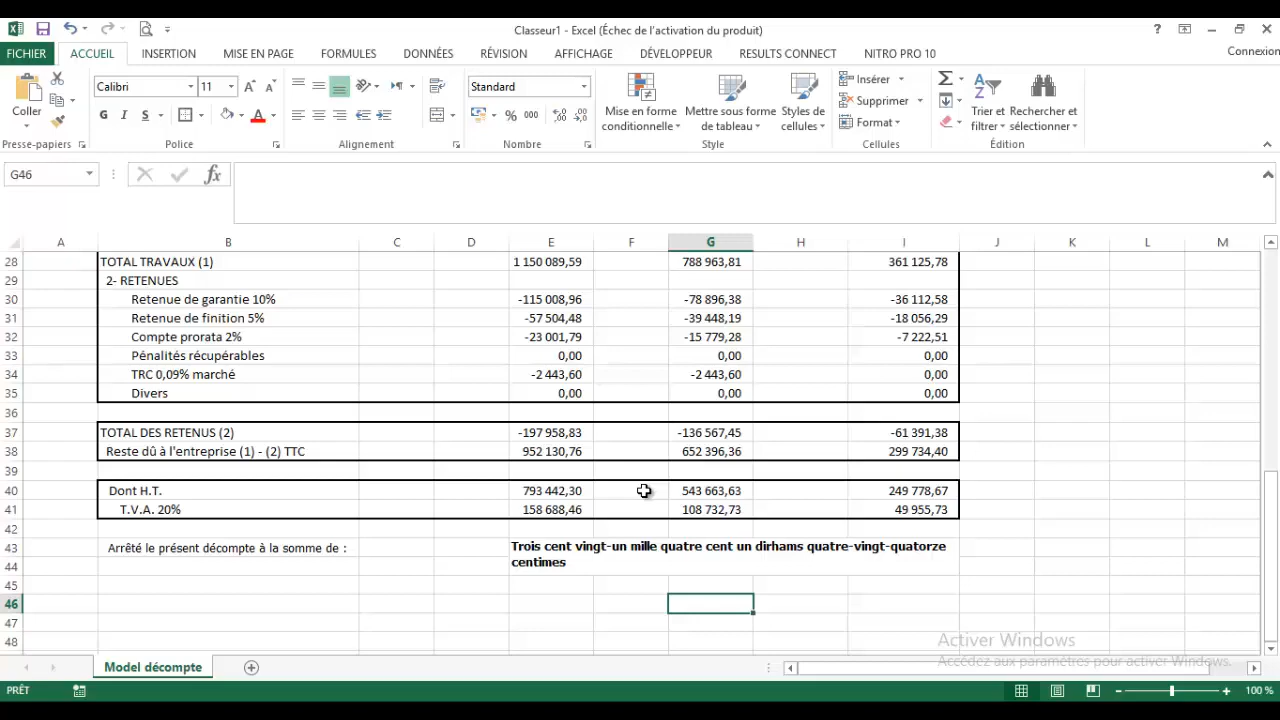 Classeur1 - Excel (Échec de l'activation du produit)
FICHIER ACCUEIL INSERTION MISE EN PAGE FORMULES DONNÉES RÉVISION AFFICHAGE DÉVELOPPEUR RESULTS CONNECT NITRO PRO 10 Connexion
Coller
Presse-papiers
Calibri 11
G I S
Police
Alignement
Standard
% 000
Nombre
Mise en forme conditionnelle
Mettre sous forme de tableau
Styles de cellules
Style
Insérer
Supprimer
Format
Cellules
Trier et filtrer
Rechercher et sélectionner
Édition
G46 fx
A B C D E F G H I J K L M
28 TOTAL TRAVAUX (1) 1 150 089,59 788 963,81 361 125,78
29 2- RETENUES
30 Retenue de garantie 10% -115 008,96 -78 896,38 -36 112,58
31 Retenue de finition 5% -57 504,48 -39 448,19 -18 056,29
32 Compte prorata 2% -23 001,79 -15 779,28 -7 222,51
33 Pénalités récupérables 0,00 0,00 0,00
34 TRC 0,09% marché -2 443,60 -2 443,60 0,00
35 Divers 0,00 0,00 0,00
36
37 TOTAL DES RETENUS (2) -197 958,83 -136 567,45 -61 391,38
38 Reste dû à l'entreprise (1) - (2) TTC 952 130,76 652 396,36 299 734,40
39
40 Dont H.T. 793 442,30 543 663,63 249 778,67
41 T.V.A. 20% 158 688,46 108 732,73 49 955,73
42
43 Arrêté le présent décompte à la somme de : Trois cent vingt-un mille quatre cent un dirhams quatre-vingt-quatorze
44 centimes
45
46
47
48
Activer Windows
Accédez aux paramètres pour activer Windows.
Model décompte
PRÊT 100 %